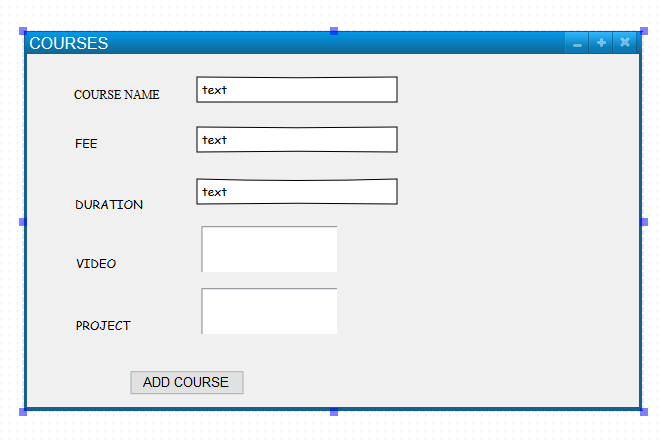 COURSES
COURSE NAME
text
FEE
text
DURATION
text
VIDEO
PROJECT
ADD COURSE